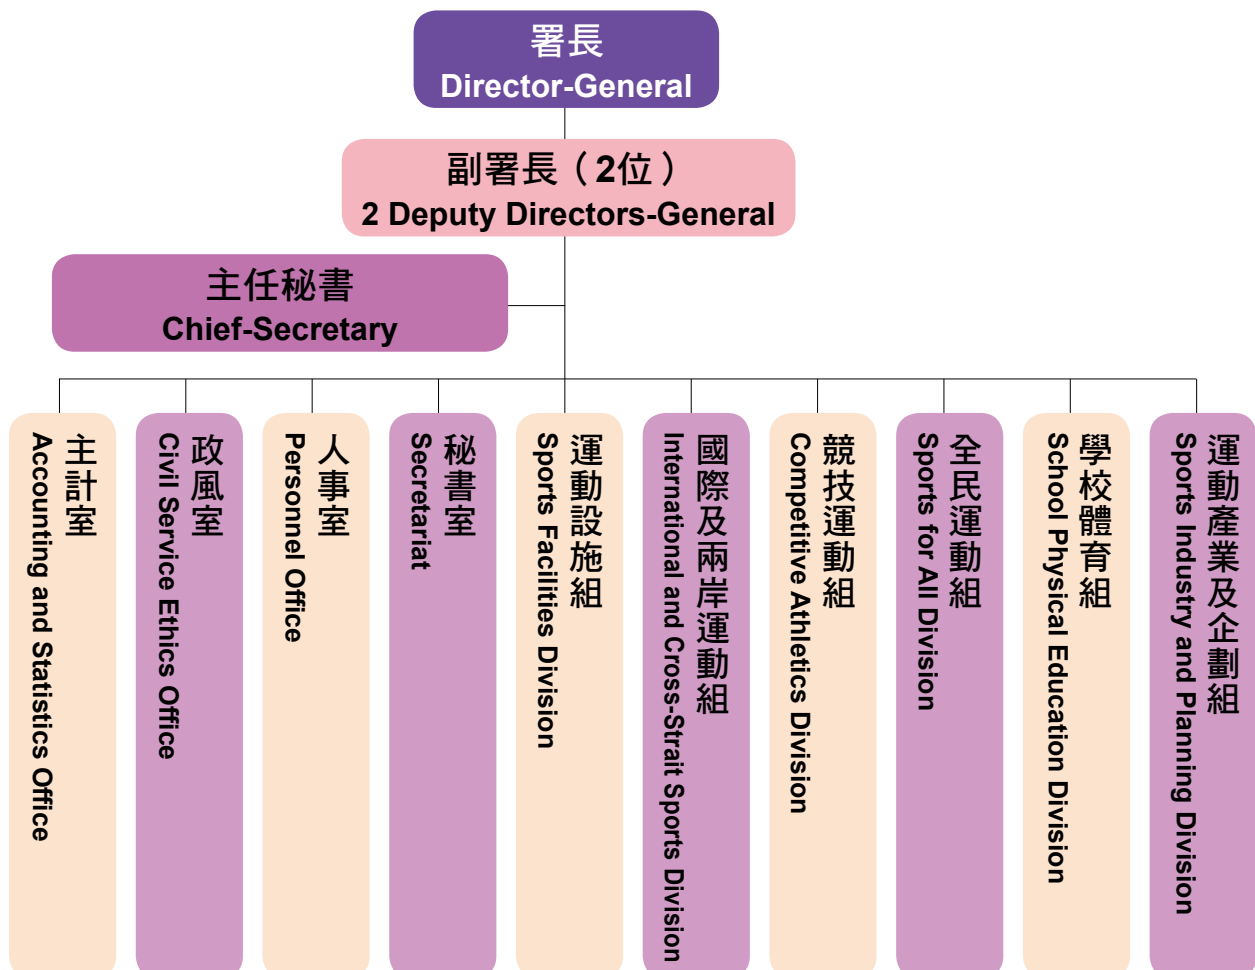 署長
Director-General
副署長（2位）
2 Deputy Directors-General
主任秘書
Chief-Secretary
主計室
Accounting and Statistics Office
政風室
Civil Service Ethics Office
人事室
Personnel Office
秘書室
Secretariat
運動設施組
Sports Facilities Division
國際及兩岸運動組
International and Cross-Strait Sports Division
競技運動組
Competitive Athletics Division
全民運動組
Sports for All Division
學校體育組
School Physical Education Division
運動產業及企劃組
Sports Industry and Planning Division